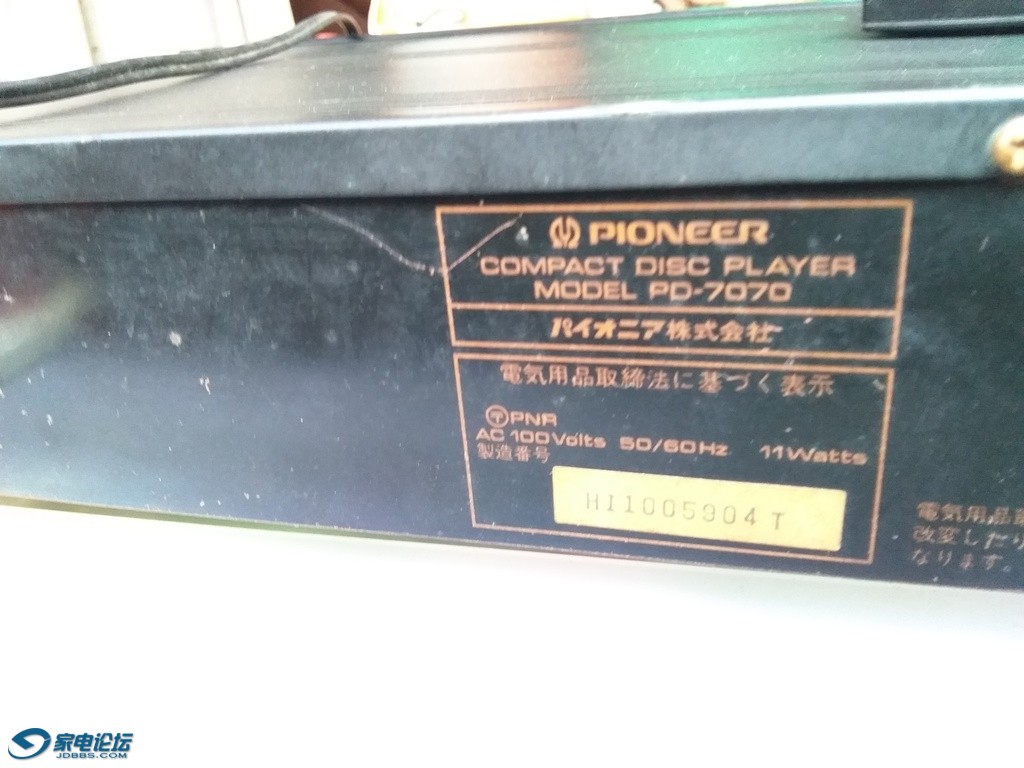 PIONEER
COMPACT DISC PLAYER
MODEL PD-7070
パイオニア株式会社
電気用品取締法に基づく表示
〒PNR
AC 100Volts 50/60Hz 11Watts
製造番号
HI1005904T
電気用品
改変したり
なります。
家电论坛
JDBBS.COM